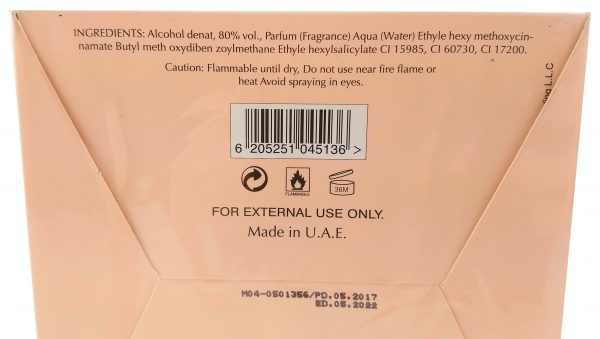 INGREDIENTS: Alcohol denat, 80% vol., Parfum (Fragrance) Aqua (Water) Ethyle hexy methoxycin-
namate Butyl meth oxydiben zoylmethane Ethyle hexylsalicylate CI 15985, CI 60730, CI 17200.
Caution: Flammable until dry, Do not use near fire flame or
heat Avoid spraying in eyes.
L.L.C
6 205251 045136 >
FLAMMABLE
36M
FOR EXTERNAL USE ONLY.
Made in U.A.E.
M04-0501356/PD.05.2017
ED.05.2022